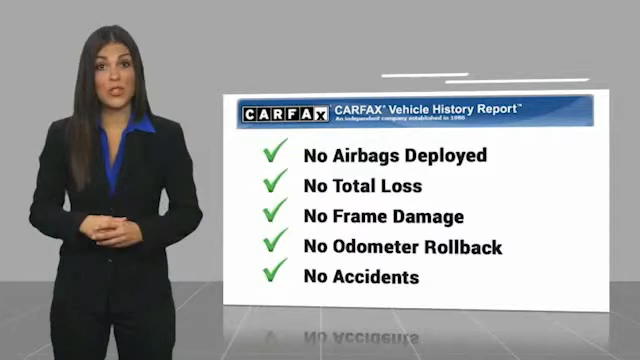 CARFAX CARFAX® Vehicle History Report™
An independent company established in 1986
No Airbags Deployed
No Total Loss
No Frame Damage
No Odometer Rollback
No Accidents